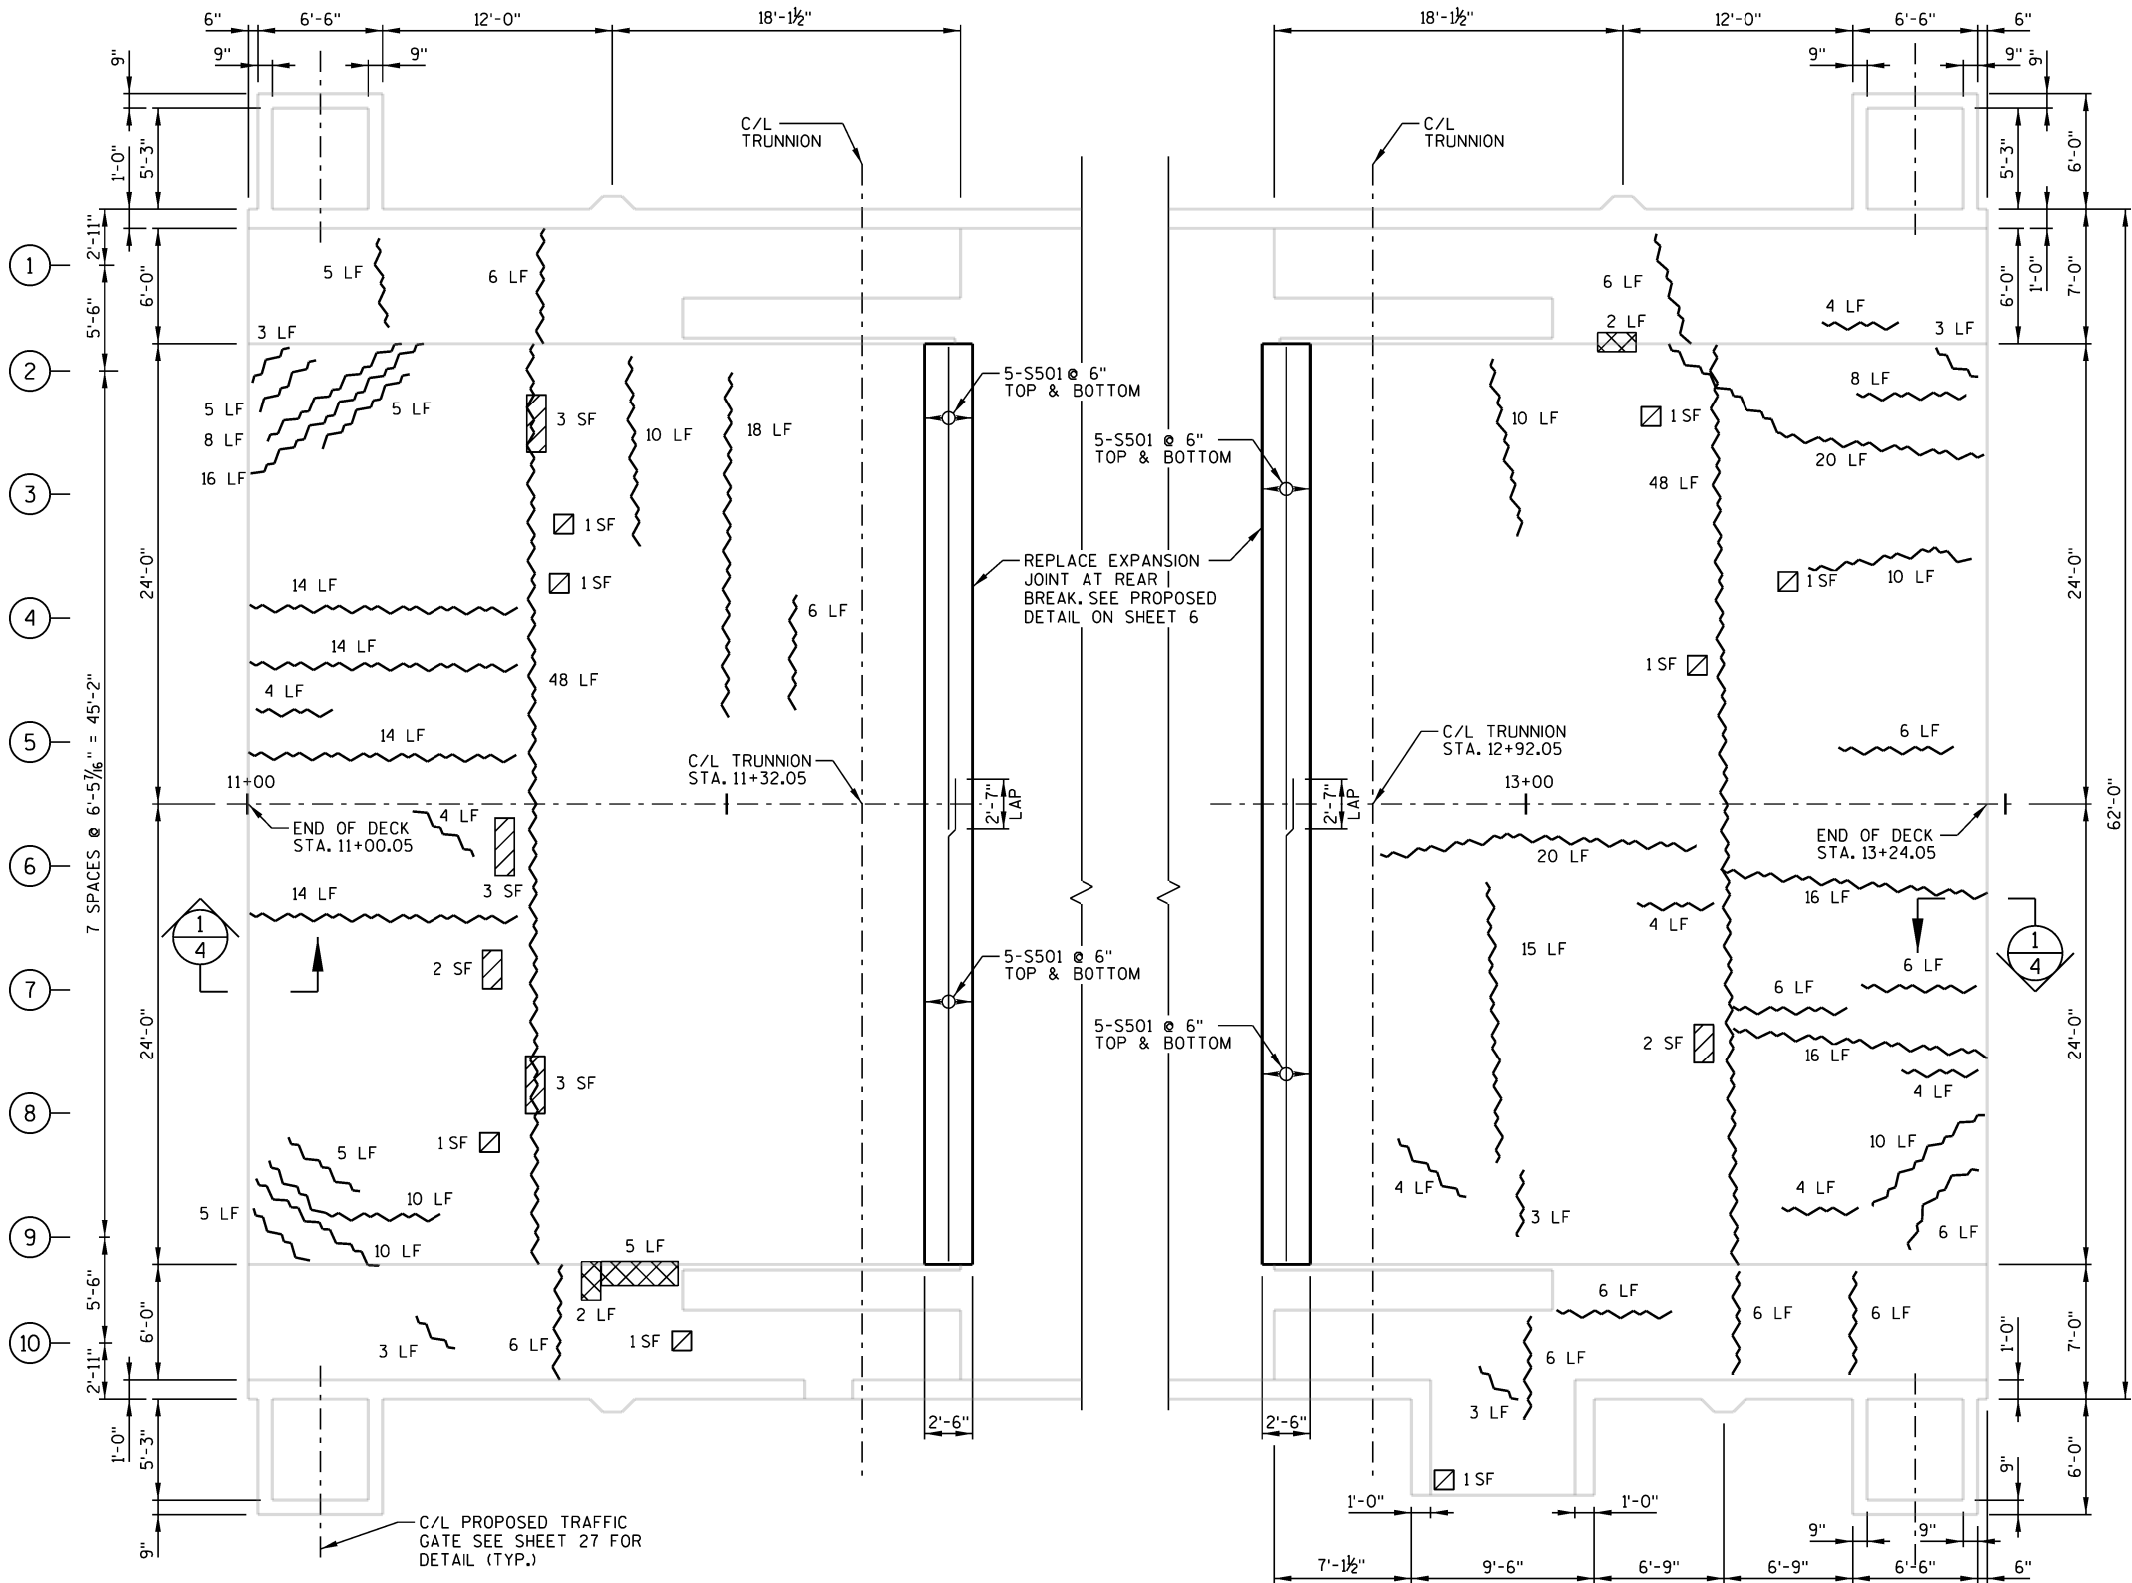 6" 6'-6" 12'-0" 18'-1½" 18'-1½" 12'-0" 6'-6" 6"
9" 9" 9" 9" 9" 9"
C/L
TRUNNION
C/L
TRUNNION
1'-0" 5'-3" 5'-3" 6'-0"
2'-11"
1
5 LF
6 LF
6 LF
4 LF
3 LF
5'-6" 6'-0" 6'-0" 1'-0" 7'-0"
3 LF
2 LF
2
5-S501 @ 6"
TOP & BOTTOM
8 LF
5 LF
5 LF
3 SF
10 LF
18 LF
10 LF
1 SF
8 LF
5-S501 @ 6"
TOP & BOTTOM
20 LF
16 LF
48 LF
3
1 SF
24'-0" 24'-0"
REPLACE EXPANSION
JOINT AT REAR
BREAK. SEE PROPOSED
DETAIL ON SHEET 6
14 LF
1 SF
1 SF
10 LF
4
6 LF
14 LF
48 LF
1 SF
4 LF
7 SPACES @ 6'-5 7/16" = 45'-2"
5
14 LF
6 LF
C/L TRUNNION
STA. 11+32.05
C/L TRUNNION
STA. 12+92.05
11+00
13+00
2'-7"
LAP
2'-7"
LAP
62'-0"
END OF DECK
STA. 11+00.05
4 LF
END OF DECK
STA. 13+24.05
6
20 LF
3 SF
14 LF
16 LF
4 LF
1
4
1
4
15 LF
5-S501 @ 6"
TOP & BOTTOM
2 SF
6 LF
7
6 LF
24'-0" 24'-0"
5-S501 @ 6"
TOP & BOTTOM
2 SF
16 LF
3 SF
4 LF
8
1 SF
10 LF
5 LF
10 LF
4 LF
4 LF
5 LF
3 LF
6 LF
9
10 LF
5 LF
5'-6" 6'-0"
2 LF
6 LF
6 LF
6 LF
10
3 LF
6 LF
1 SF
6 LF
1'-0" 7'-0"
2'-11"
3 LF
2'-6" 2'-6"
1'-0" 5'-3"
1 SF
9" 6'-0"
1'-0" 1'-0"
C/L PROPOSED TRAFFIC
GATE SEE SHEET 27 FOR
DETAIL (TYP.)
9"
9" 9"
7'-1½" 9'-6" 6'-9" 6'-9" 6'-6" 6"